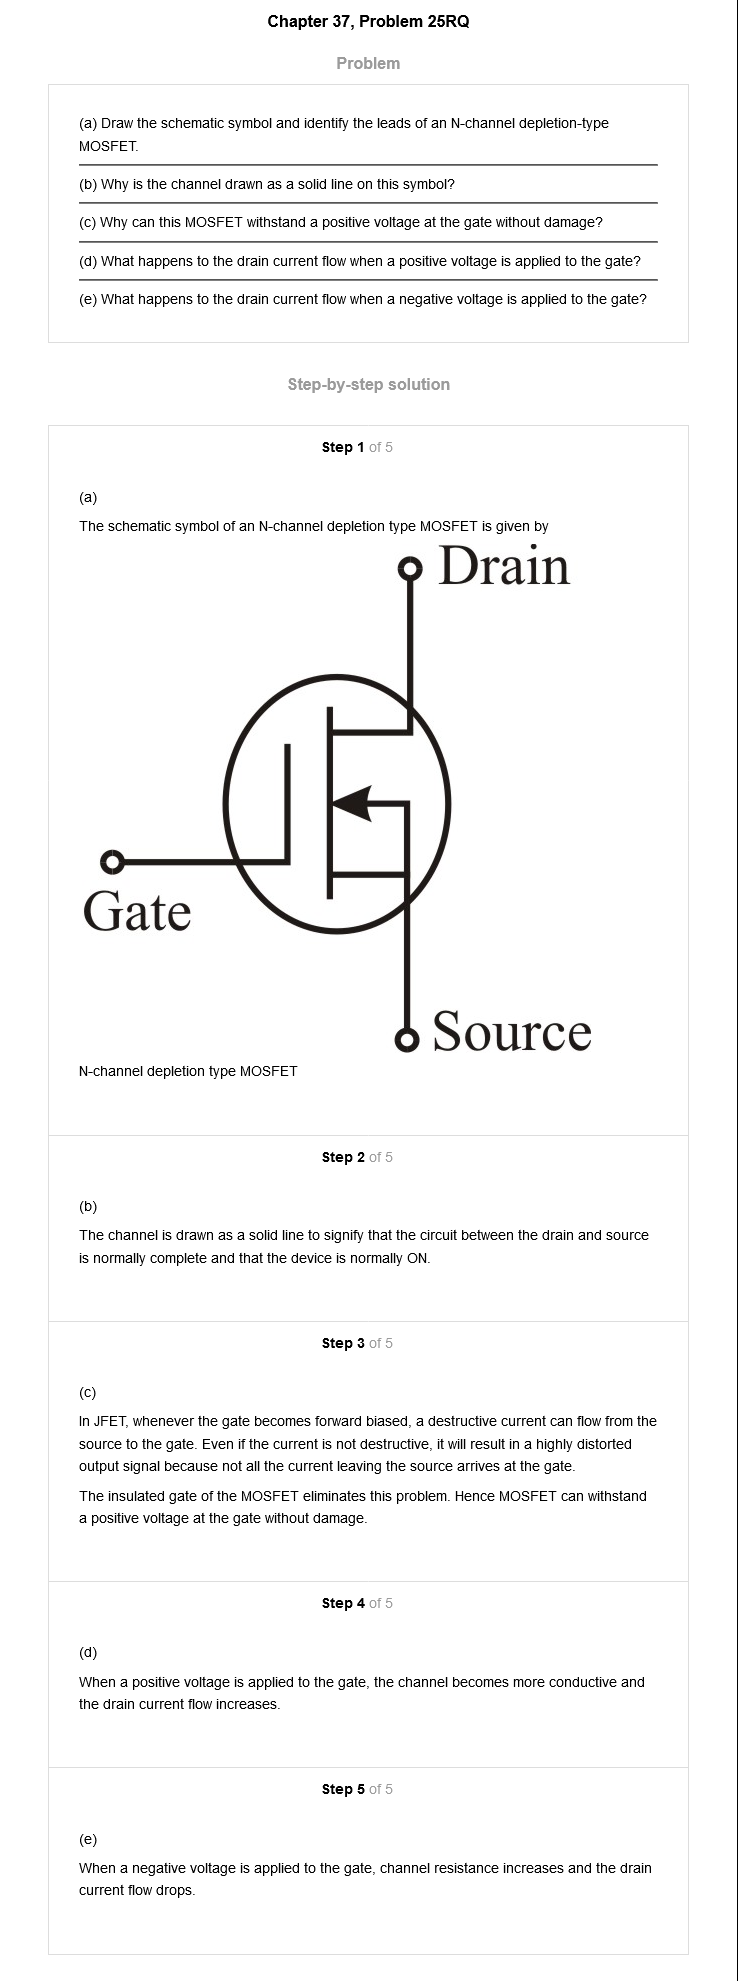 Chapter 37, Problem 25RQ
Problem
(a) Draw the schematic symbol and identify the leads of an N-channel depletion-type
MOSFET.
(b) Why is the channel drawn as a solid line on this symbol?
(c) Why can this MOSFET withstand a positive voltage at the gate without damage?
(d) What happens to the drain current flow when a positive voltage is applied to the gate?
(e) What happens to the drain current flow when a negative voltage is applied to the gate?
Step-by-step solution
Step 1 of 5
(a)
The schematic symbol of an N-channel depletion type MOSFET is given by
Drain
Gate
Source
N-channel depletion type MOSFET
Step 2 of 5
(b)
The channel is drawn as a solid line to signify that the circuit between the drain and source
is normally complete and that the device is normally ON.
Step 3 of 5
(c)
In JFET, whenever the gate becomes forward biased, a destructive current can flow from the
source to the gate. Even if the current is not destructive, it will result in a highly distorted
output signal because not all the current leaving the source arrives at the gate.
The insulated gate of the MOSFET eliminates this problem. Hence MOSFET can withstand
a positive voltage at the gate without damage.
Step 4 of 5
(d)
When a positive voltage is applied to the gate, the channel becomes more conductive and
the drain current flow increases.
Step 5 of 5
(e)
When a negative voltage is applied to the gate, channel resistance increases and the drain
current flow drops.